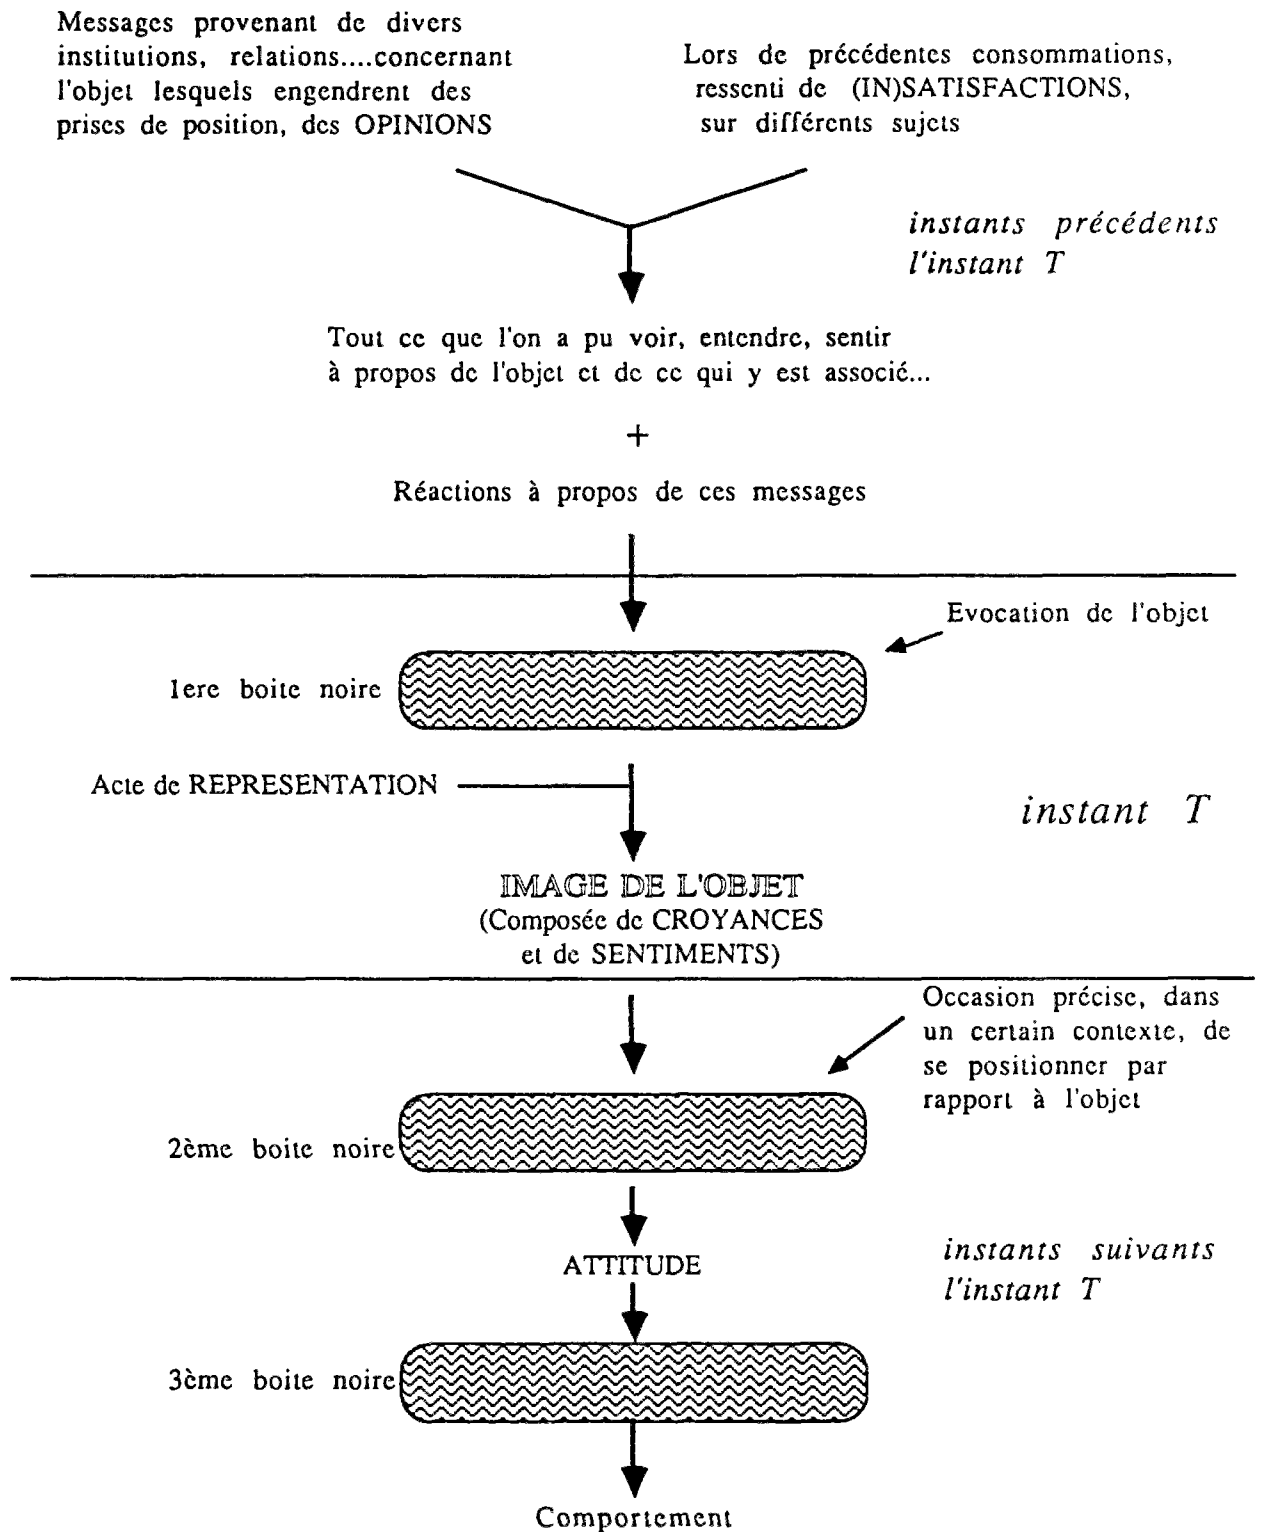 Messages provenant de divers
institutions, relations....concernant
l'objet lesquels engendrent des
prises de position, des OPINIONS
Lors de précédentes consommations,
ressenti de (IN)SATISFACTIONS,
sur différents sujets
instants précédents
l'instant T
Tout ce que l'on a pu voir, entendre, sentir
à propos de l'objet et de ce qui y est associé...
+
Réactions à propos de ces messages
Evocation de l'objet
1ere boite noire
Acte de REPRESENTATION
instant T
IMAGE DE L'OBJET
(Composée de CROYANCES
et de SENTIMENTS)
Occasion précise, dans
un certain contexte, de
se positionner par
rapport à l'objet
2ème boite noire
ATTITUDE
instants suivants
l'instant T
3ème boite noire
Comportement